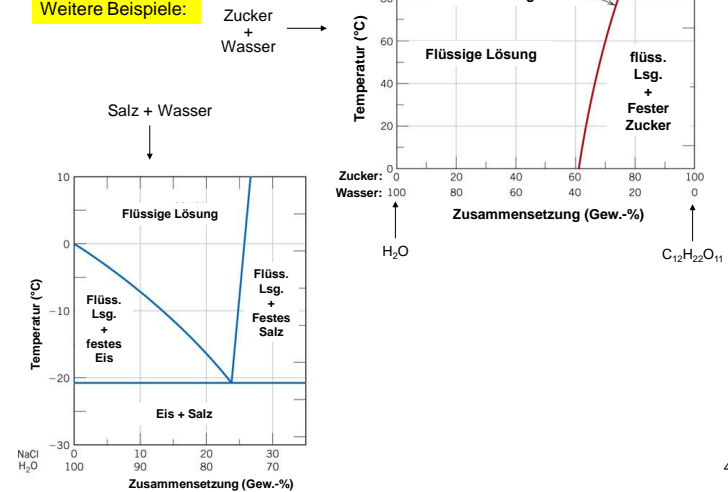 Weitere Beispiele:
Zucker
+
Wasser
80
60
40
20
0
Temperatur (°C)
Flüssige Lösung
flüss.
Lsg.
+
Fester
Zucker
Zucker: 0 20 40 60 80 100
Wasser: 100 80 60 40 20 0
Zusammensetzung (Gew.-%)
H₂O
C₁₂H₂₂O₁₁
Salz + Wasser
10
0
−10
−20
−30
Temperatur (°C)
Flüssige Lösung
Flüss.
Lsg.
+
festes
Eis
Flüss.
Lsg.
+
Festes
Salz
Eis + Salz
NaCl 0 10 20 30
H₂O 100 90 80 70
Zusammensetzung (Gew.-%)
4